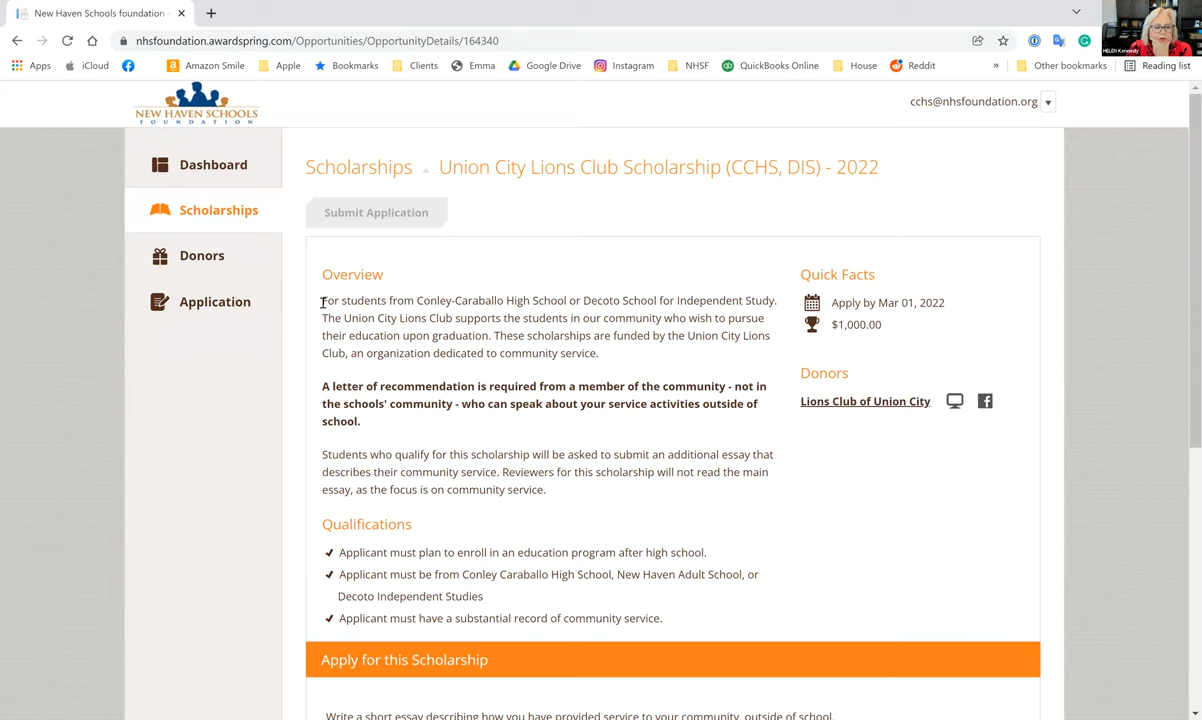 New Haven Schools foundation -
nhsfoundation.awardspring.com/Opportunities/OpportunityDetails/164340
HELEN Kennedy
Apps iCloud Amazon Smile Apple Bookmarks Clients Emma Google Drive Instagram NHSF QuickBooks Online House Reddit » Other bookmarks Reading list
NEW HAVEN SCHOOLS
FOUNDATION
cchs@nhsfoundation.org
Dashboard
Scholarships
Donors
Application
Scholarships Union City Lions Club Scholarship (CCHS, DIS) - 2022
Submit Application
Overview
For students from Conley-Caraballo High School or Decoto School for Independent Study.
The Union City Lions Club supports the students in our community who wish to pursue
their education upon graduation. These scholarships are funded by the Union City Lions
Club, an organization dedicated to community service.
A letter of recommendation is required from a member of the community - not in
the schools' community - who can speak about your service activities outside of
school.
Students who qualify for this scholarship will be asked to submit an additional essay that
describes their community service. Reviewers for this scholarship will not read the main
essay, as the focus is on community service.
Qualifications
Applicant must plan to enroll in an education program after high school.
Applicant must be from Conley Caraballo High School, New Haven Adult School, or
Decoto Independent Studies
Applicant must have a substantial record of community service.
Quick Facts
Apply by Mar 01, 2022
$1,000.00
Donors
Lions Club of Union City
Apply for this Scholarship
Write a short essay describing how you have provided service to your community, outside of school.